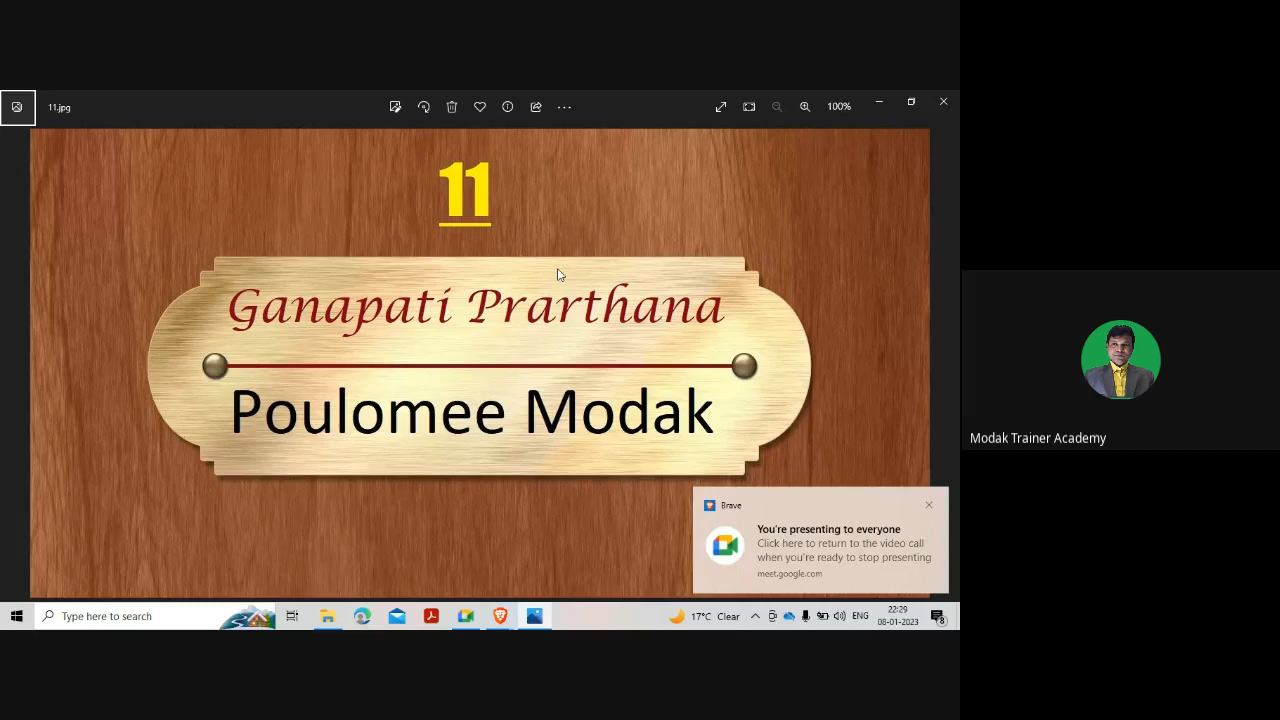 11.jpg
100%
11
Ganapati Prarthana
Poulomee Modak
Modak Trainer Academy
Brave
You're presenting to everyone
Click here to return to the video call
when you're ready to stop presenting
meet.google.com
Type here to search
17°C Clear
ENG
22:29
08-01-2023
8